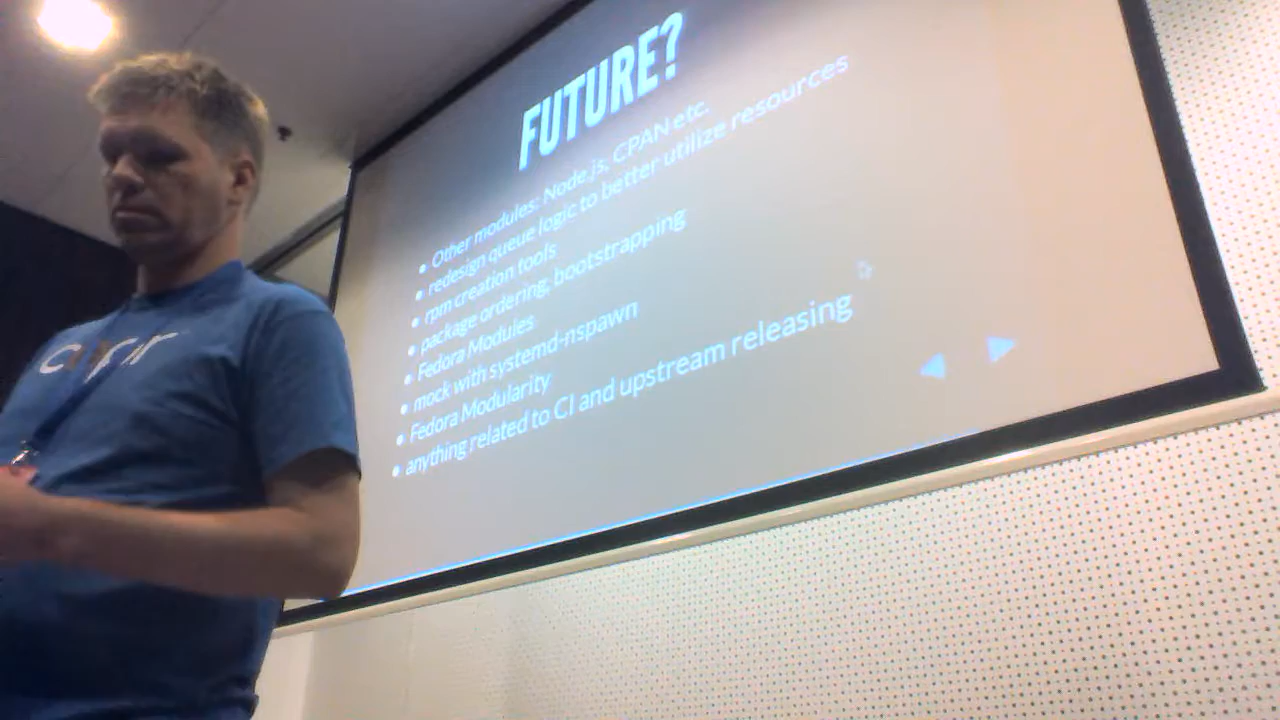 FUTURE?
• Other modules: Node.js, CPAN etc.
• redesign queue logic to better utilize resources
• rpm creation tools
• package ordering, bootstrapping
• Fedora Modules
• mock with systemd-nspawn
• Fedora Modularity
• anything related to CI and upstream releasing